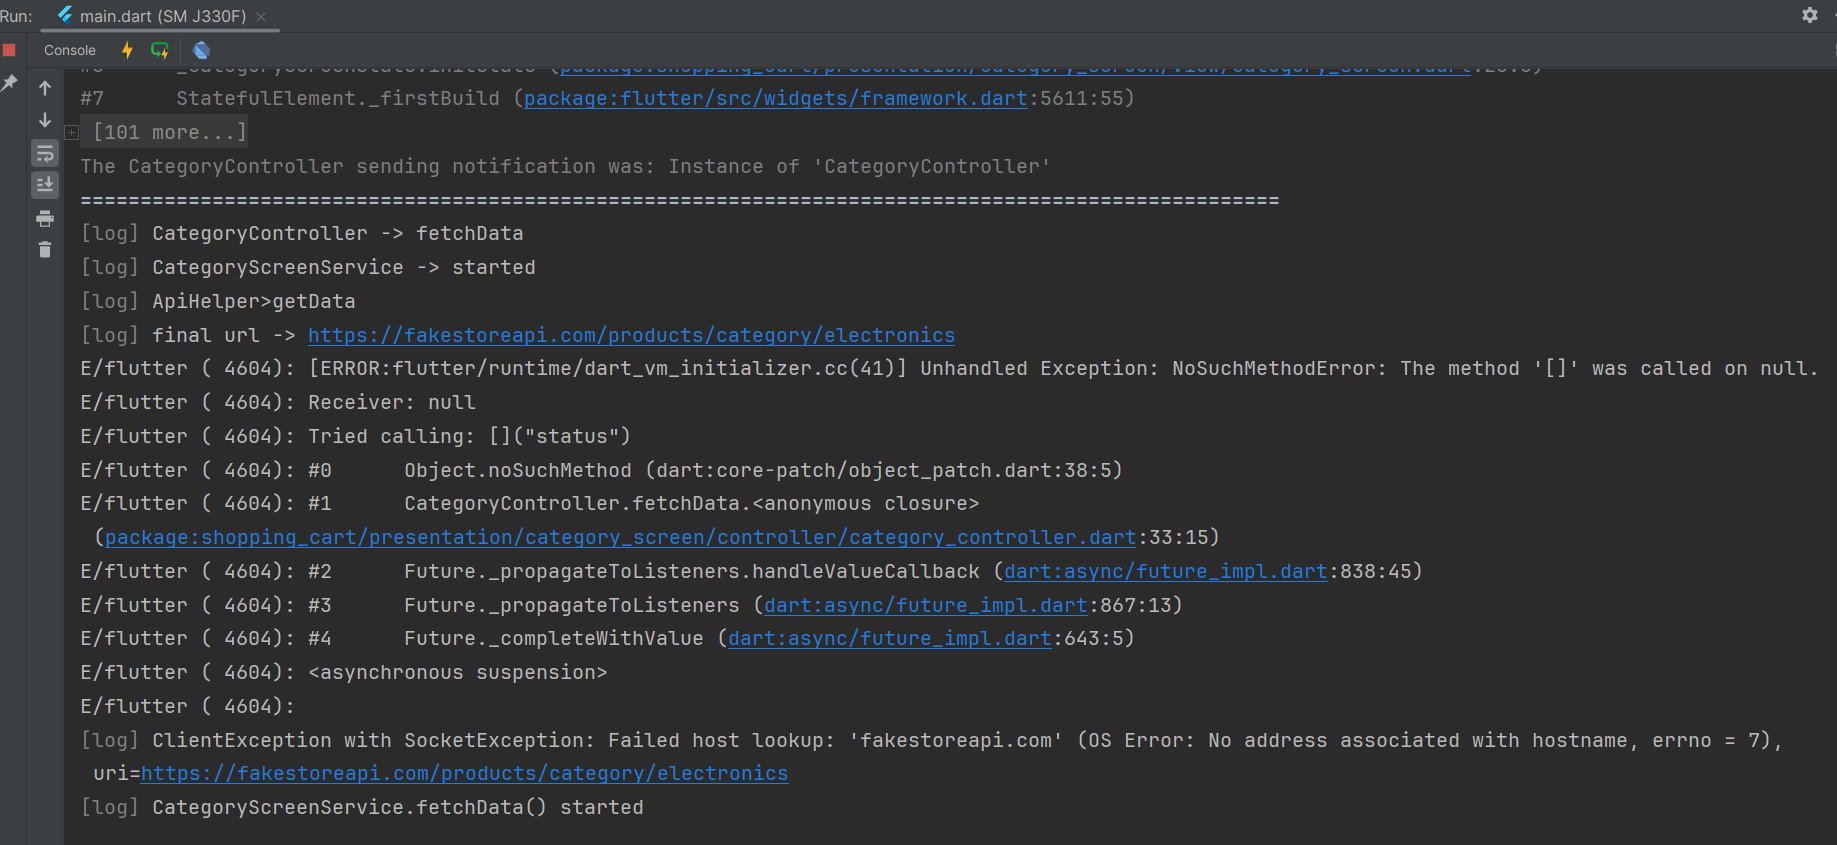 Run: main.dart (SM J330F)
Console
#7 StatefulElement._firstBuild (package:flutter/src/widgets/framework.dart:5611:55)
[101 more...]
The CategoryController sending notification was: Instance of 'CategoryController'
====================================================================================================
[log] CategoryController -> fetchData
[log] CategoryScreenService -> started
[log] ApiHelper>getData
[log] final url -> https://fakestoreapi.com/products/category/electronics
E/flutter ( 4604): [ERROR:flutter/runtime/dart_vm_initializer.cc(41)] Unhandled Exception: NoSuchMethodError: The method '[]' was called on null.
E/flutter ( 4604): Receiver: null
E/flutter ( 4604): Tried calling: []("status")
E/flutter ( 4604): #0 Object.noSuchMethod (dart:core-patch/object_patch.dart:38:5)
E/flutter ( 4604): #1 CategoryController.fetchData.<anonymous closure>
(package:shopping_cart/presentation/category_screen/controller/category_controller.dart:33:15)
E/flutter ( 4604): #2 Future._propagateToListeners.handleValueCallback (dart:async/future_impl.dart:838:45)
E/flutter ( 4604): #3 Future._propagateToListeners (dart:async/future_impl.dart:867:13)
E/flutter ( 4604): #4 Future._completeWithValue (dart:async/future_impl.dart:643:5)
E/flutter ( 4604): <asynchronous suspension>
E/flutter ( 4604):
[log] ClientException with SocketException: Failed host lookup: 'fakestoreapi.com' (OS Error: No address associated with hostname, errno = 7),
uri=https://fakestoreapi.com/products/category/electronics
[log] CategoryScreenService.fetchData() started